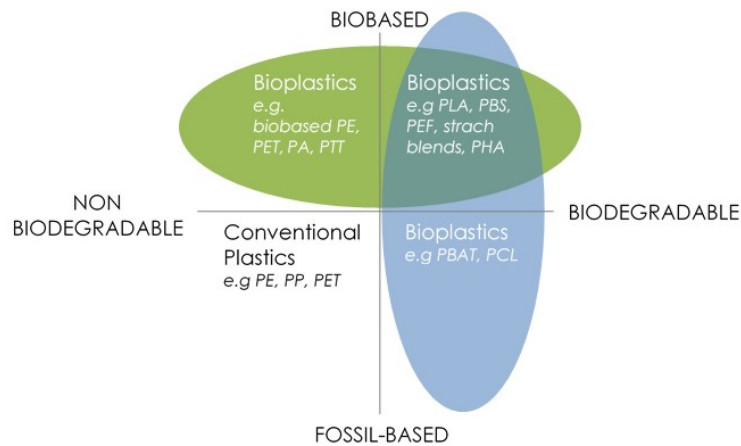 BIOBASED
Bioplastics
e.g.
biobased PE,
PET, PA, PTT
Bioplastics
e.g PLA, PBS,
PEF, strach
blends, PHA
NON
BIODEGRADABLE
BIODEGRADABLE
Conventional
Plastics
e.g PE, PP, PET
Bioplastics
e.g PBAT, PCL
FOSSIL-BASED